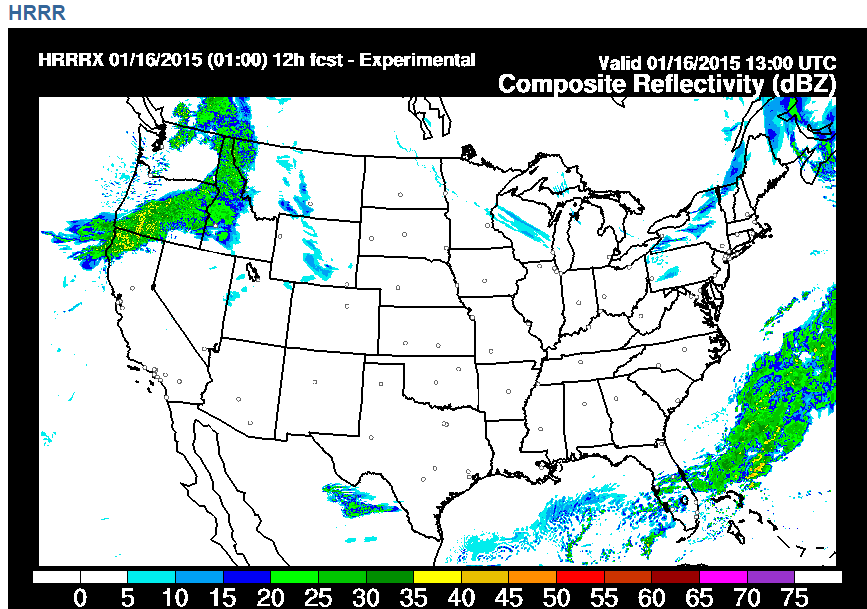 HRRR
HRRRX 01/16/2015 (01:00) 12h fcst - Experimental
Valid 01/16/2015 13:00 UTC
Composite Reflectivity (dBZ)
0 5 10 15 20 25 30 35 40 45 50 55 60 65 70 75